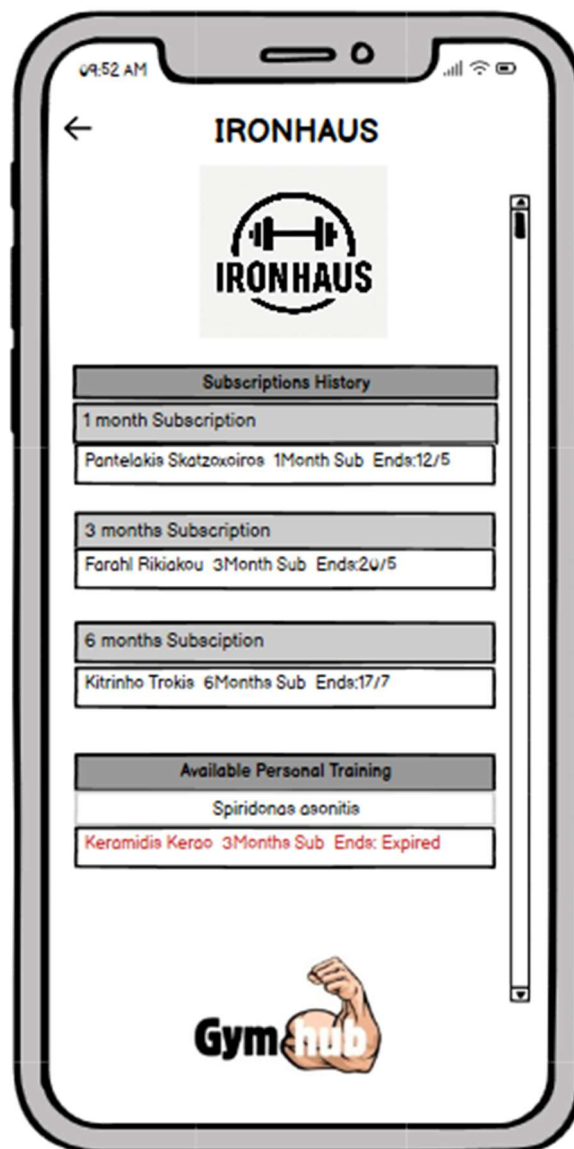 09:52 AM
IRONHAUS
IRONHAUS
Subscriptions History
1 month Subscription
Pantelakis Skatzoxoiros 1Month Sub Ends:12/5
3 months Subscription
Farahl Rikiakou 3Month Sub Ends:20/5
6 months Subsciption
Kitrinho Trokis 6Months Sub Ends:17/7
Available Personal Training
Spiridonas asonitis
Keramidis Kerao 3Months Sub Ends: Expired
Gym hub